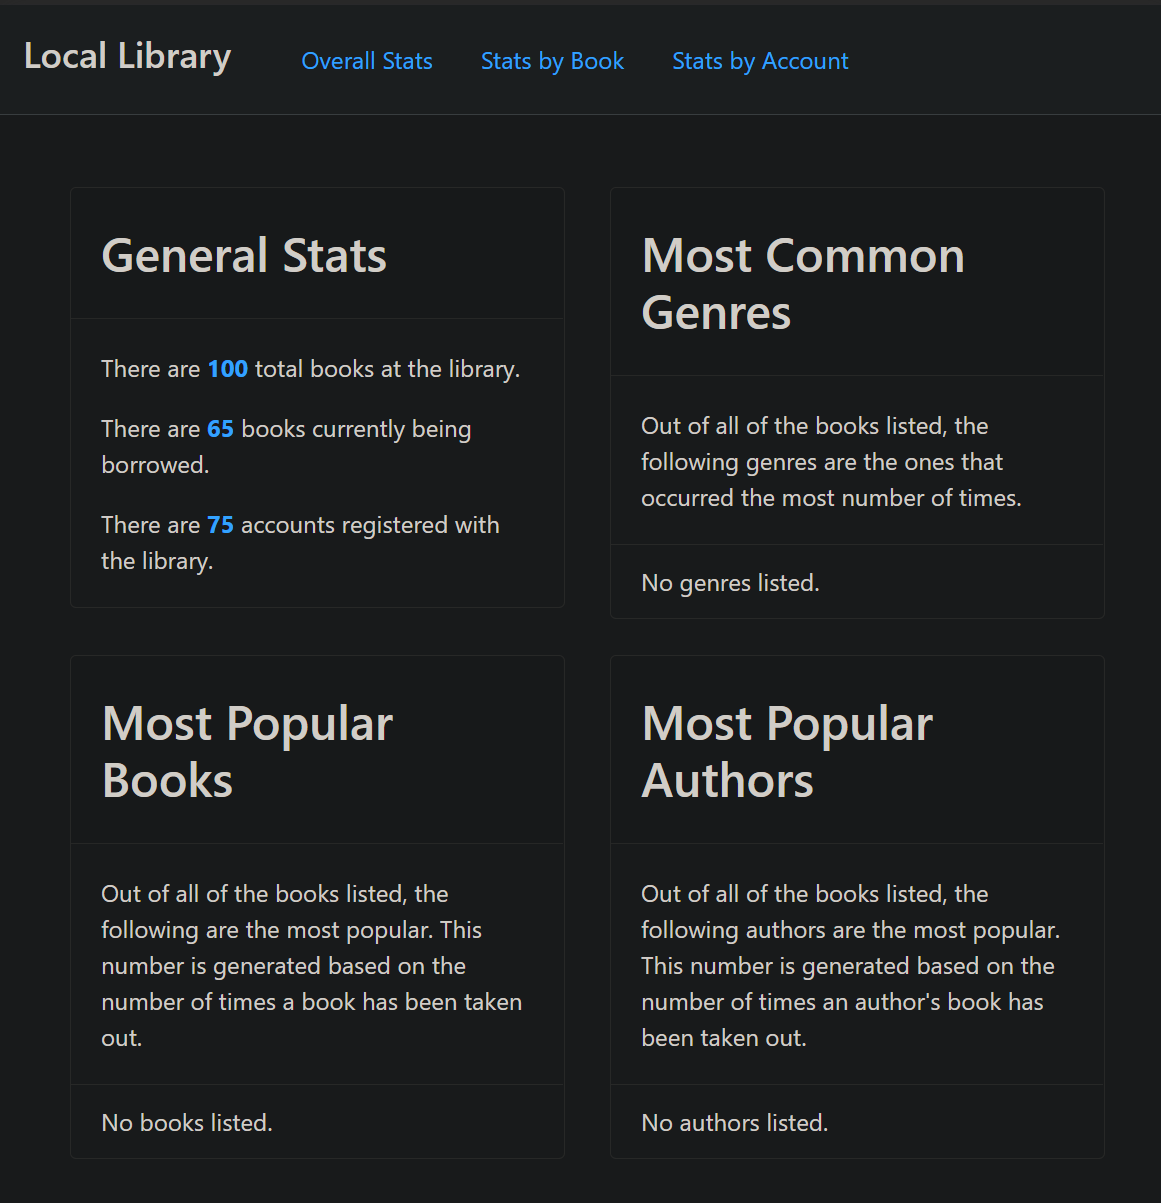 Local Library
Overall Stats
Stats by Book
Stats by Account
General Stats
There are 100 total books at the library.
There are 65 books currently being
borrowed.
There are 75 accounts registered with
the library.
Most Common
Genres
Out of all of the books listed, the
following genres are the ones that
occurred the most number of times.
No genres listed.
Most Popular
Books
Out of all of the books listed, the
following are the most popular. This
number is generated based on the
number of times a book has been taken
out.
No books listed.
Most Popular
Authors
Out of all of the books listed, the
following authors are the most popular.
This number is generated based on the
number of times an author's book has
been taken out.
No authors listed.